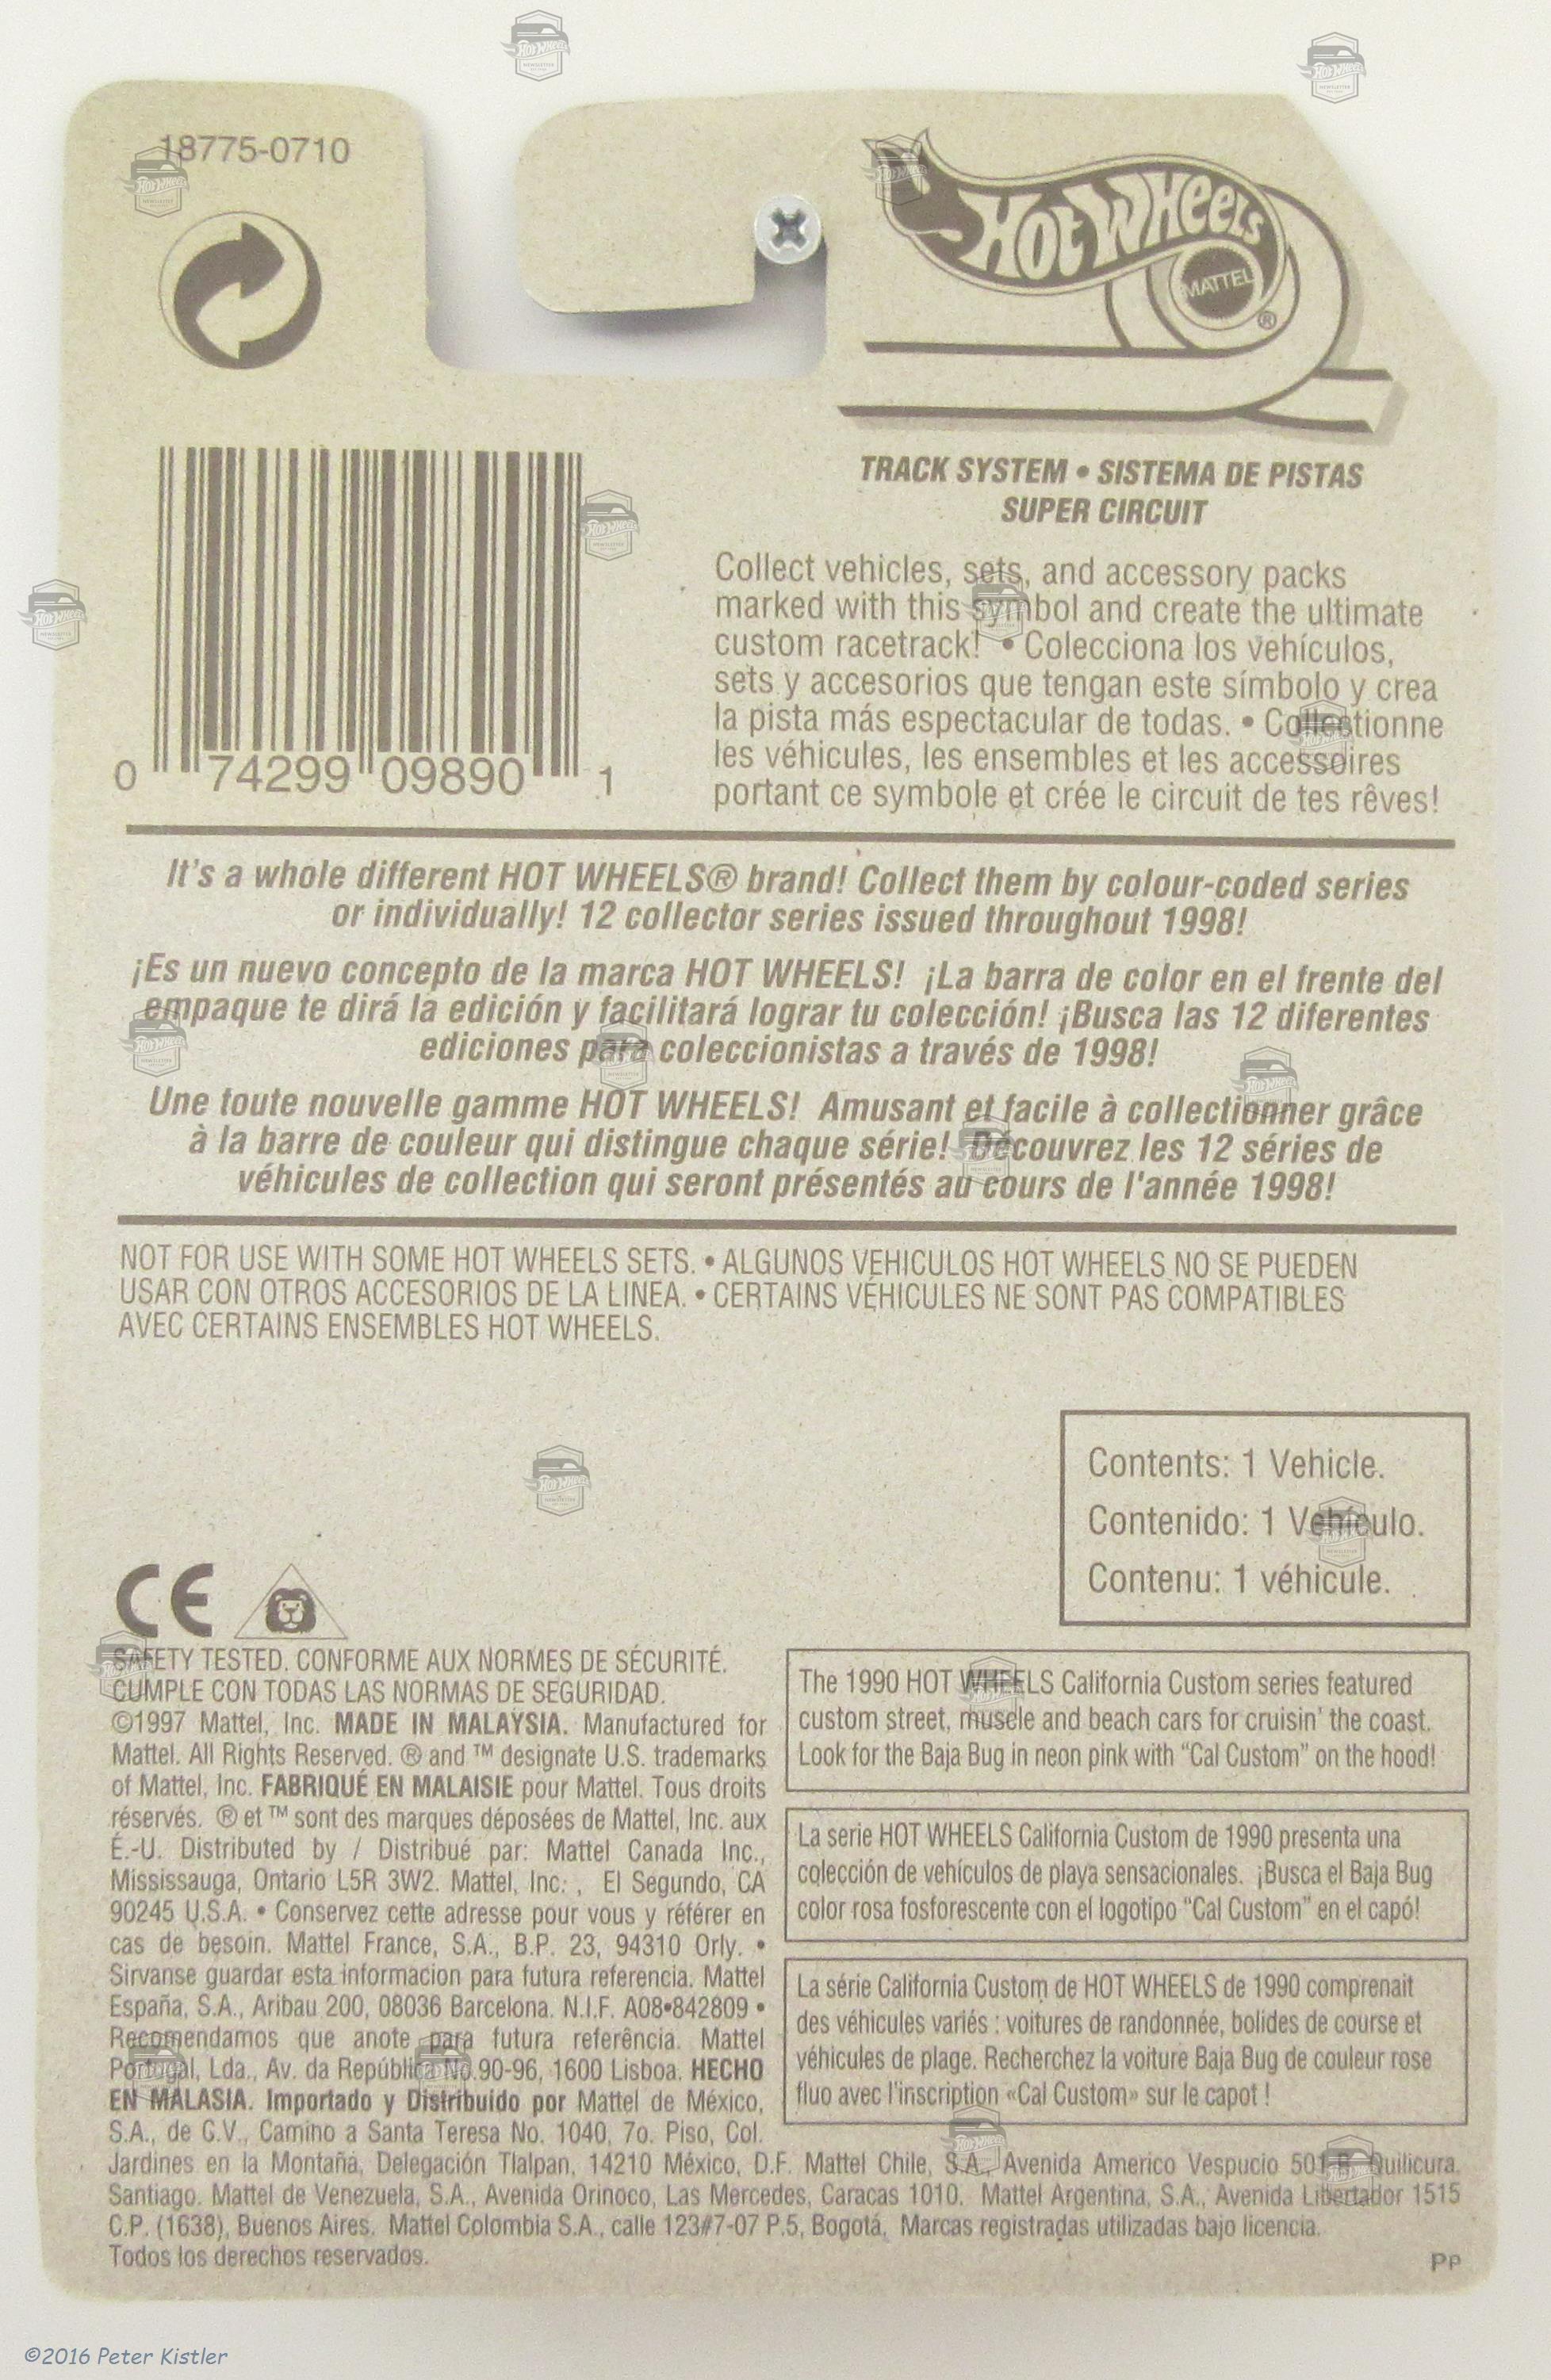 18775-0710
HOT WHEELS
MATTEL
®
TRACK SYSTEM • SISTEMA DE PISTAS
SUPER CIRCUIT
Collect vehicles, sets, and accessory packs
marked with this symbol and create the ultimate
custom racetrack! • Colecciona los vehículos,
sets y accesorios que tengan este símbolo y crea
la pista más espectacular de todas. • Collectionne
les véhicules, les ensembles et les accessoires
portant ce symbole et crée le circuit de tes rêves!
0 74299 09890 1
It's a whole different HOT WHEELS® brand! Collect them by colour-coded series
or individually! 12 collector series issued throughout 1998!
¡Es un nuevo concepto de la marca HOT WHEELS! ¡La barra de color en el frente del
empaque te dirá la edición y facilitará lograr tu colección! ¡Busca las 12 diferentes
ediciones para coleccionistas a través de 1998!
Une toute nouvelle gamme HOT WHEELS! Amusant et facile à collectionner grâce
à la barre de couleur qui distingue chaque série! Découvrez les 12 séries de
véhicules de collection qui seront présentés au cours de l'année 1998!
NOT FOR USE WITH SOME HOT WHEELS SETS. • ALGUNOS VEHICULOS HOT WHEELS NO SE PUEDEN
USAR CON OTROS ACCESORIOS DE LA LINEA. • CERTAINS VÉHICULES NE SONT PAS COMPATIBLES
AVEC CERTAINS ENSEMBLES HOT WHEELS.
Contents: 1 Vehicle.
Contenido: 1 Vehículo.
Contenu: 1 véhicule.
CE
SAFETY TESTED. CONFORME AUX NORMES DE SÉCURITÉ.
CUMPLE CON TODAS LAS NORMAS DE SEGURIDAD.
©1997 Mattel, Inc. MADE IN MALAYSIA. Manufactured for
Mattel. All Rights Reserved. ® and ™ designate U.S. trademarks
of Mattel, Inc. FABRIQUÉ EN MALAISIE pour Mattel. Tous droits
réservés. ® et ™ sont des marques déposées de Mattel, Inc. aux
É.-U. Distributed by / Distribué par: Mattel Canada Inc.,
Mississauga, Ontario L5R 3W2. Mattel, Inc. , El Segundo, CA
90245 U.S.A. • Conservez cette adresse pour vous y référer en
cas de besoin. Mattel France, S.A., B.P. 23, 94310 Orly. •
Sirvanse guardar esta informacion para futura referencia. Mattel
España, S.A., Aribau 200, 08036 Barcelona. N.I.F. A08•842809 •
Recomendamos que anote para futura referência. Mattel
Portugal, Lda., Av. da República No.90-96, 1600 Lisboa. HECHO
EN MALASIA. Importado y Distribuido por Mattel de México,
S.A., de C.V., Camino a Santa Teresa No. 1040, 7o. Piso, Col.
Jardines en la Montaña, Delegación Tlalpan, 14210 México, D.F. Mattel Chile, S.A., Avenida Americo Vespucio 501-B, Quilicura,
Santiago. Mattel de Venezuela, S.A., Avenida Orinoco, Las Mercedes, Caracas 1010. Mattel Argentina, S.A., Avenida Libertador 1515
C.P. (1638), Buenos Aires. Mattel Colombia S.A., calle 123#7-07 P.5, Bogotá, Marcas registradas utilizadas bajo licencia.
Todos los derechos reservados.
The 1990 HOT WHEELS California Custom series featured
custom street, muscle and beach cars for cruisin' the coast.
Look for the Baja Bug in neon pink with “Cal Custom” on the hood!
La serie HOT WHEELS California Custom de 1990 presenta una
colección de vehículos de playa sensacionales. ¡Busca el Baja Bug
color rosa fosforescente con el logotipo “Cal Custom” en el capó!
La série California Custom de HOT WHEELS de 1990 comprenait
des véhicules variés : voitures de randonnée, bolides de course et
véhicules de plage. Recherchez la voiture Baja Bug de couleur rose
fluo avec l'inscription «Cal Custom» sur le capot !
PP
©2016 Peter Kistler